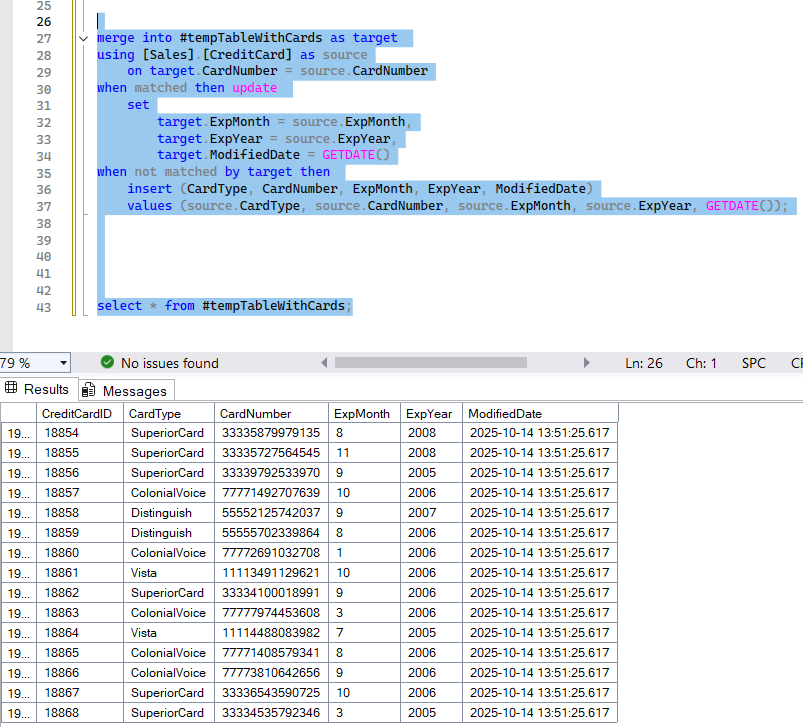 25
26
27 merge into #tempTableWithCards as target
28 using [Sales].[CreditCard] as source
29 on target.CardNumber = source.CardNumber
30 when matched then update
31 set
32 target.ExpMonth = source.ExpMonth,
33 target.ExpYear = source.ExpYear,
34 target.ModifiedDate = GETDATE()
35 when not matched by target then
36 insert (CardType, CardNumber, ExpMonth, ExpYear, ModifiedDate)
37 values (source.CardType, source.CardNumber, source.ExpMonth, source.ExpYear, GETDATE());
38
39
40
41
42
43 select * from #tempTableWithCards;
79 % No issues found Ln: 26 Ch: 1 SPC
Results Messages
CreditCardID CardType CardNumber ExpMonth ExpYear ModifiedDate
19... 18854 SuperiorCard 33335879979135 8 2008 2025-10-14 13:51:25.617
19... 18855 SuperiorCard 33335727564545 11 2008 2025-10-14 13:51:25.617
19... 18856 SuperiorCard 33339792533970 9 2005 2025-10-14 13:51:25.617
19... 18857 ColonialVoice 77771492707639 10 2006 2025-10-14 13:51:25.617
19... 18858 Distinguish 55552125742037 9 2007 2025-10-14 13:51:25.617
19... 18859 Distinguish 55555702339864 8 2006 2025-10-14 13:51:25.617
19... 18860 ColonialVoice 77772691032708 1 2006 2025-10-14 13:51:25.617
19... 18861 Vista 11113491129621 10 2006 2025-10-14 13:51:25.617
19... 18862 SuperiorCard 33334100018991 9 2006 2025-10-14 13:51:25.617
19... 18863 ColonialVoice 77777974453608 3 2006 2025-10-14 13:51:25.617
19... 18864 Vista 11114488083982 7 2005 2025-10-14 13:51:25.617
19... 18865 ColonialVoice 77771408579341 8 2006 2025-10-14 13:51:25.617
19... 18866 ColonialVoice 77773810642656 9 2006 2025-10-14 13:51:25.617
19... 18867 SuperiorCard 33336543590725 10 2006 2025-10-14 13:51:25.617
19... 18868 SuperiorCard 33334535792346 3 2005 2025-10-14 13:51:25.617